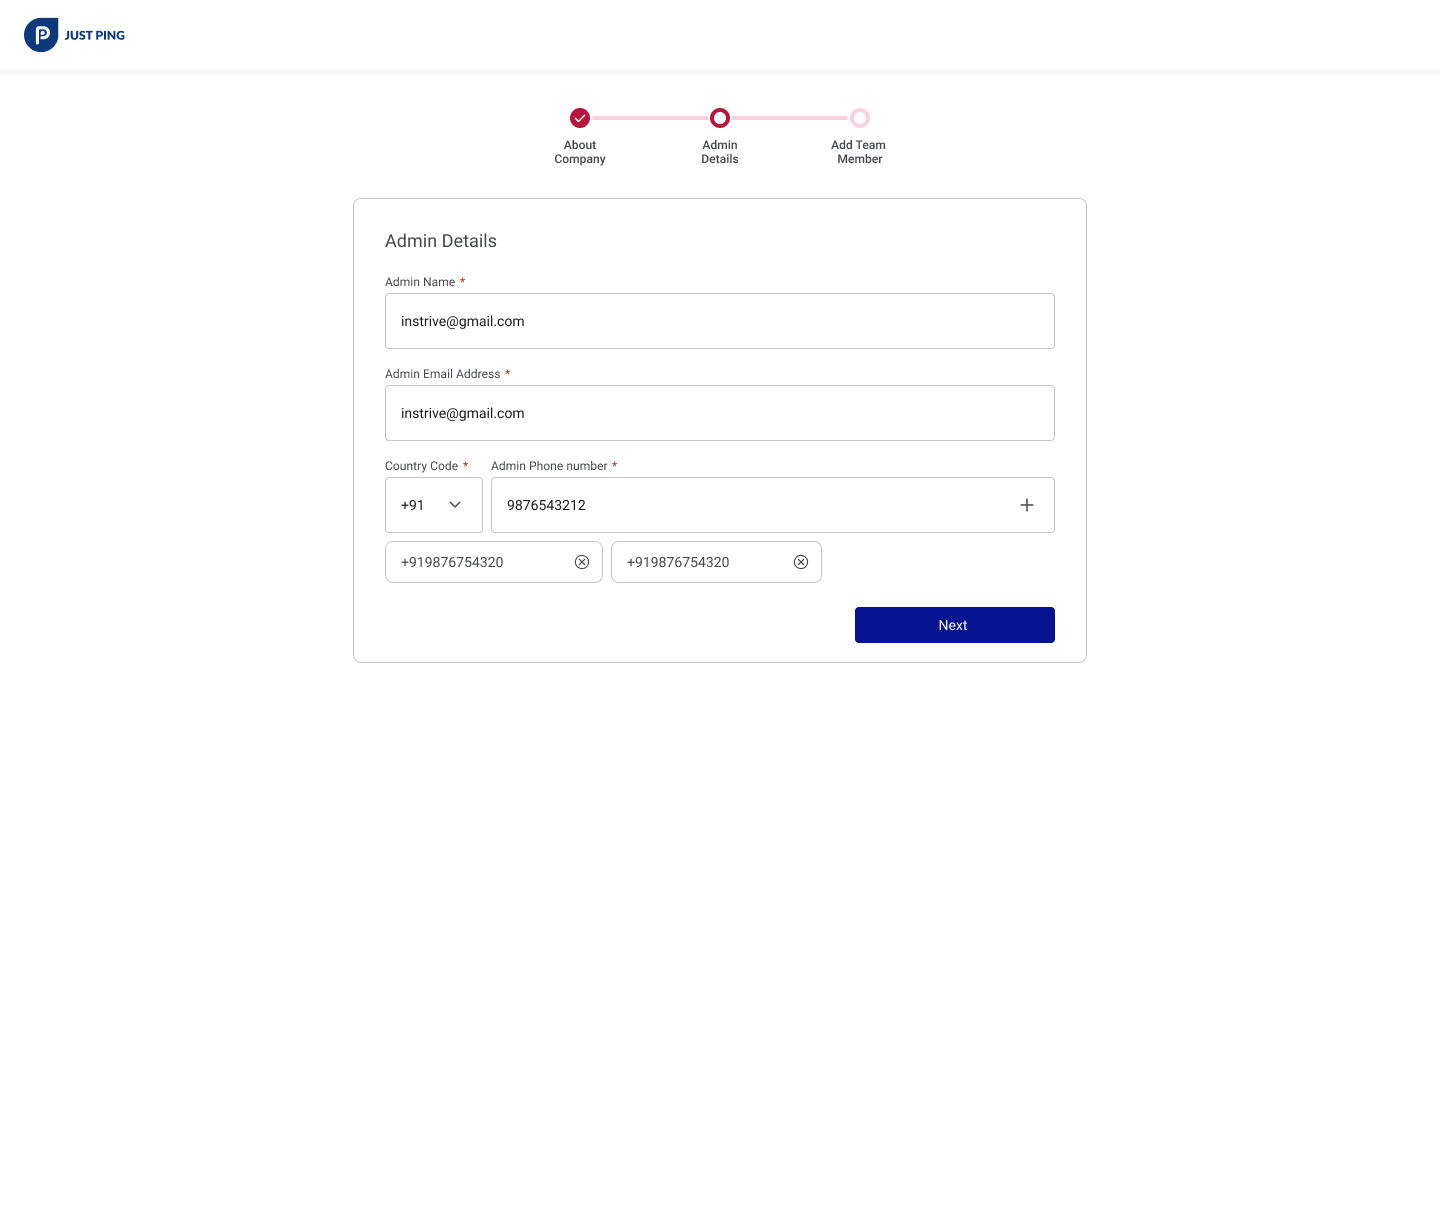 JUST PING
About
Company
Admin
Details
Add Team
Member
Admin Details
Admin Name *
instrive@gmail.com
Admin Email Address *
instrive@gmail.com
Country Code * Admin Phone number *
+91 9876543212
+919876754320 +919876754320
Next